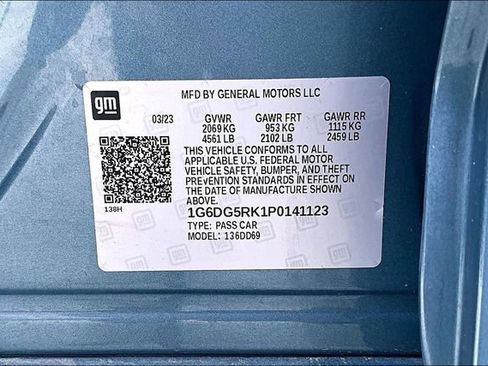 gm
MFD BY GENERAL MOTORS LLC
03/23 GVWR GAWR FRT GAWR RR
2069 KG 953 KG 1115 KG
4561 LB 2102 LB 2459 LB
THIS VEHICLE CONFORMS TO ALL
APPLICABLE U.S. FEDERAL MOTOR
VEHICLE SAFETY, BUMPER, AND THEFT
PREVENTION STANDARDS IN EFFECT ON
THE DATE OF MANUFACTURE SHOWN
ABOVE.
138H
1G6DG5RK1P0141123
TYPE: PASS CAR
MODEL: 136DD69